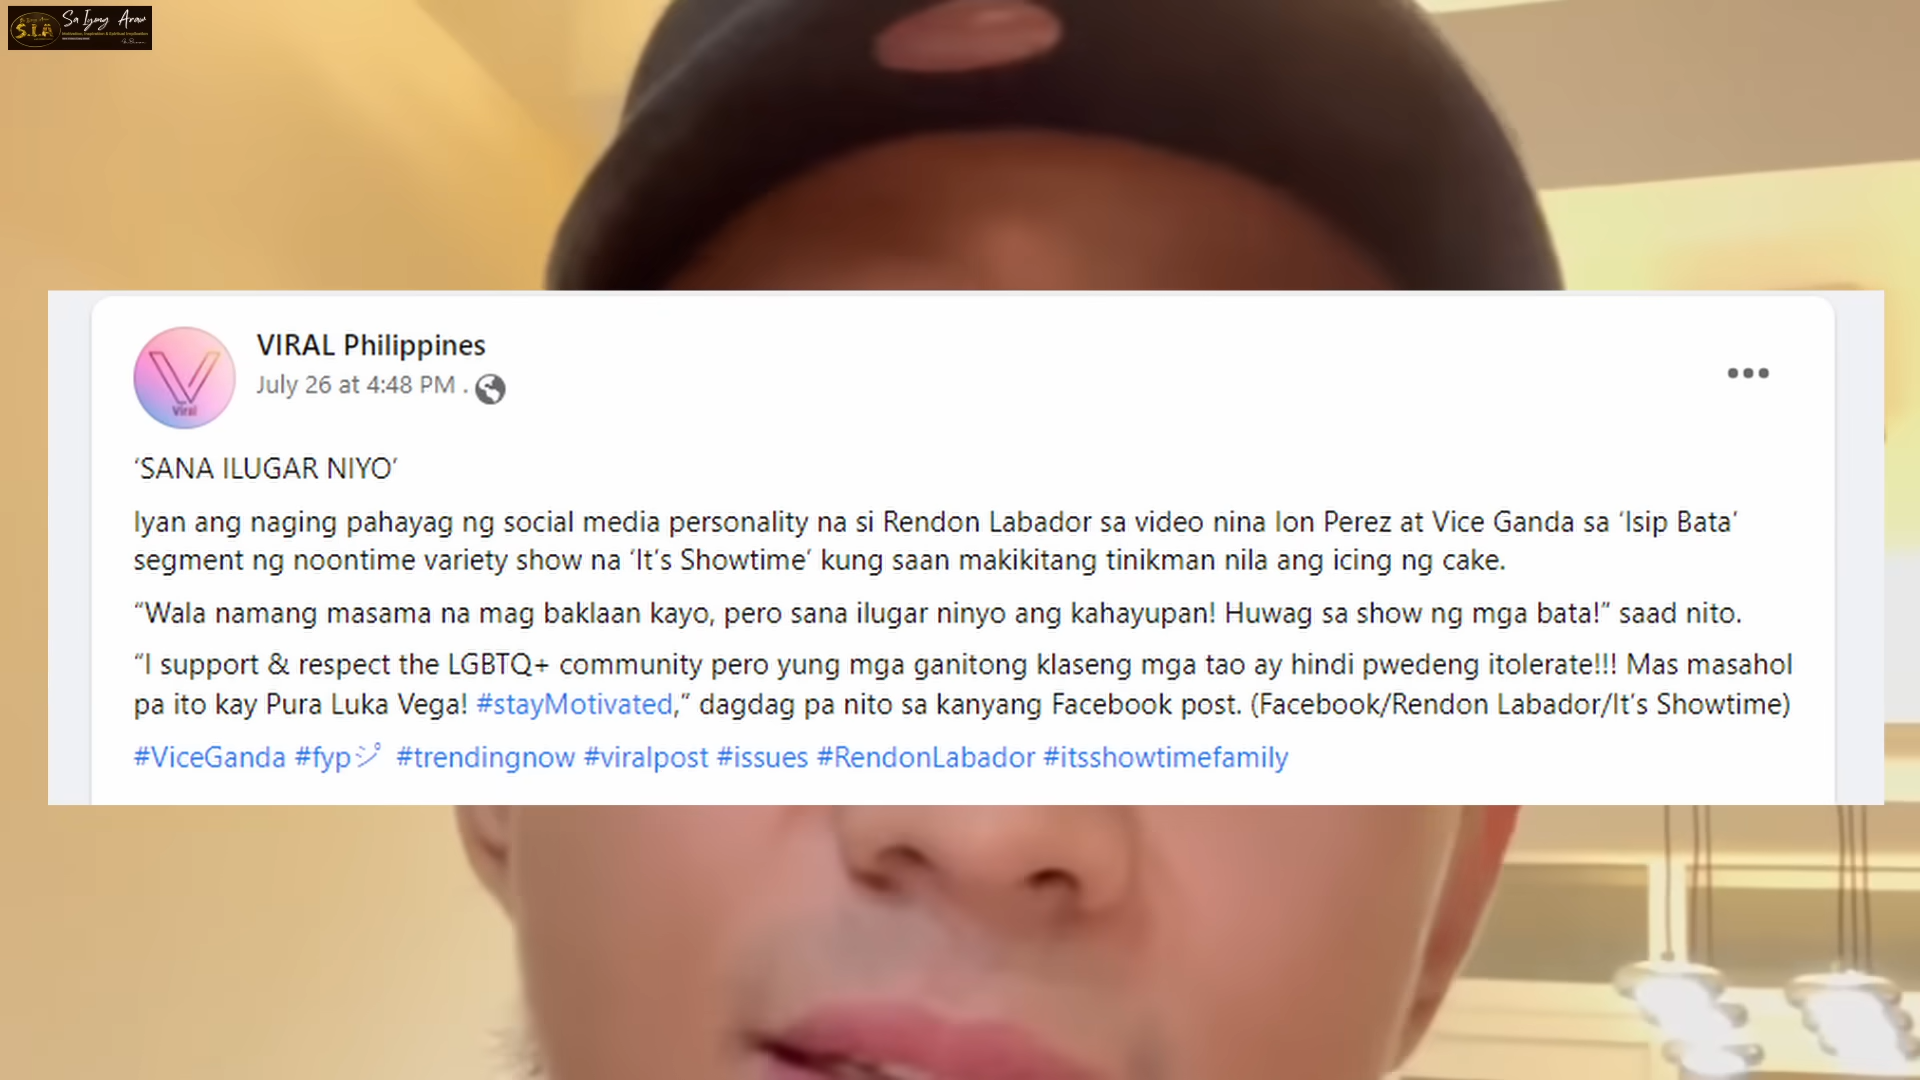 S.I.A
Sa Iyong Araw
VIRAL Philippines
July 26 at 4:48 PM .
Viral
‘SANA ILUGAR NIYO’
Iyan ang naging pahayag ng social media personality na si Rendon Labador sa video nina Ion Perez at Vice Ganda sa ‘Isip Bata’
segment ng noontime variety show na ‘It’s Showtime’ kung saan makikitang tinikman nila ang icing ng cake.
“Wala namang masama na mag baklaan kayo, pero sana ilugar ninyo ang kahayupan! Huwag sa show ng mga bata!” saad nito.
“I support & respect the LGBTQ+ community pero yung mga ganitong klaseng mga tao ay hindi pwedeng itolerate!!! Mas masahol
pa ito kay Pura Luka Vega! #stayMotivated,” dagdag pa nito sa kanyang Facebook post. (Facebook/Rendon Labador/It’s Showtime)
#ViceGanda #fypシ #trendingnow #viralpost #issues #RendonLabador #itsshowtimefamily